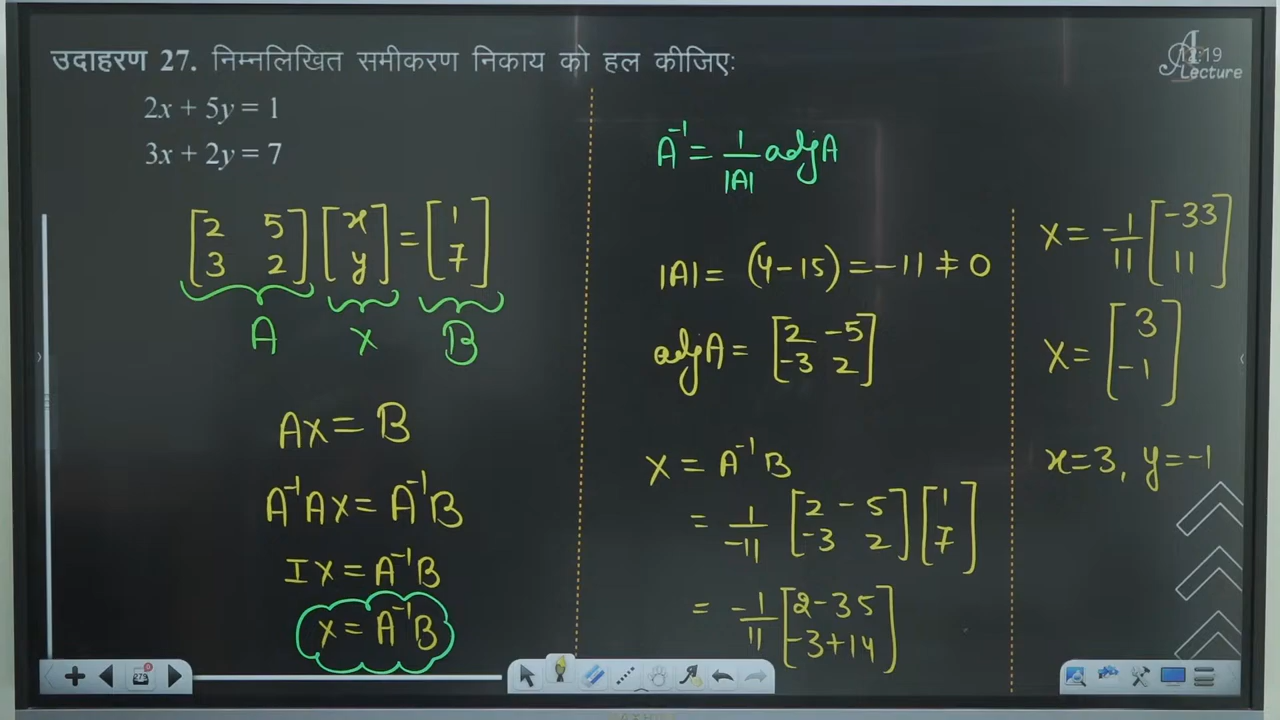 उदाहरण 27. निम्नलिखित समीकरण निकाय को हल कीजिएः
2x + 5y = 1
3x + 2y = 7
[2 5] [x] = [1]
[3 2] [y] [7]
A X B
AX = B
A⁻¹AX = A⁻¹B
IX = A⁻¹B
X = A⁻¹B
A⁻¹ = 1/|A| adjA
|A| = (4-15) = -11 ≠ 0
adjA = [2 -5]
[-3 2]
X = A⁻¹B
= 1/-11 [2 -5] [1]
[-3 2] [7]
= -1/11 [2-35]
[-3+14]
X = -1/11 [-33]
[11]
X = [3]
[-1]
x=3, y=-1
12:19
Lecture
275